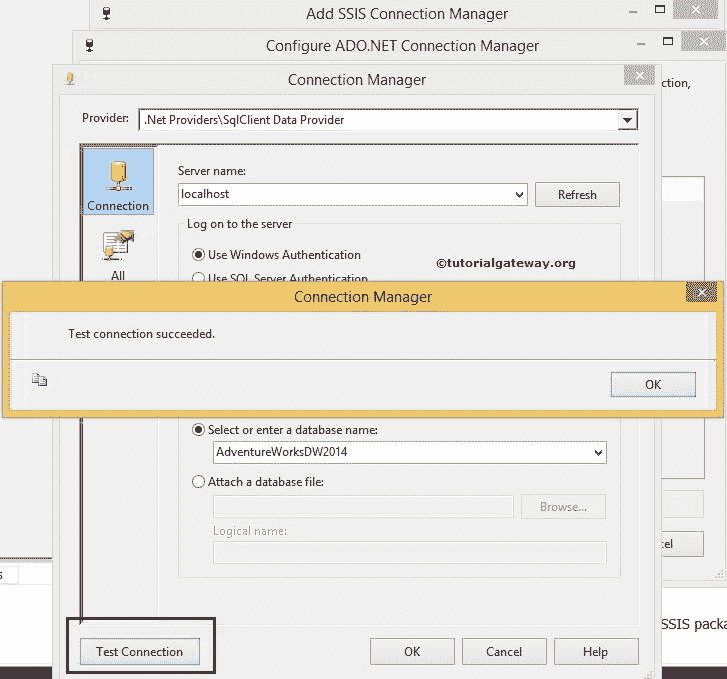 Add SSIS Connection Manager
Configure ADO.NET Connection Manager
Connection Manager
ction,
Provider: .Net Providers\SqlClient Data Provider
Server name:
Connection
localhost
Refresh
Log on to the server
All
Use Windows Authentication
©tutorialgateway.org
Use SQL Server Authentication
Connection Manager
Test connection succeeded.
OK
Select or enter a database name:
AdventureWorksDW2014
Attach a database file:
Browse...
Logical name:
cel
s
SSIS packa
Test Connection
OK
Cancel
Help